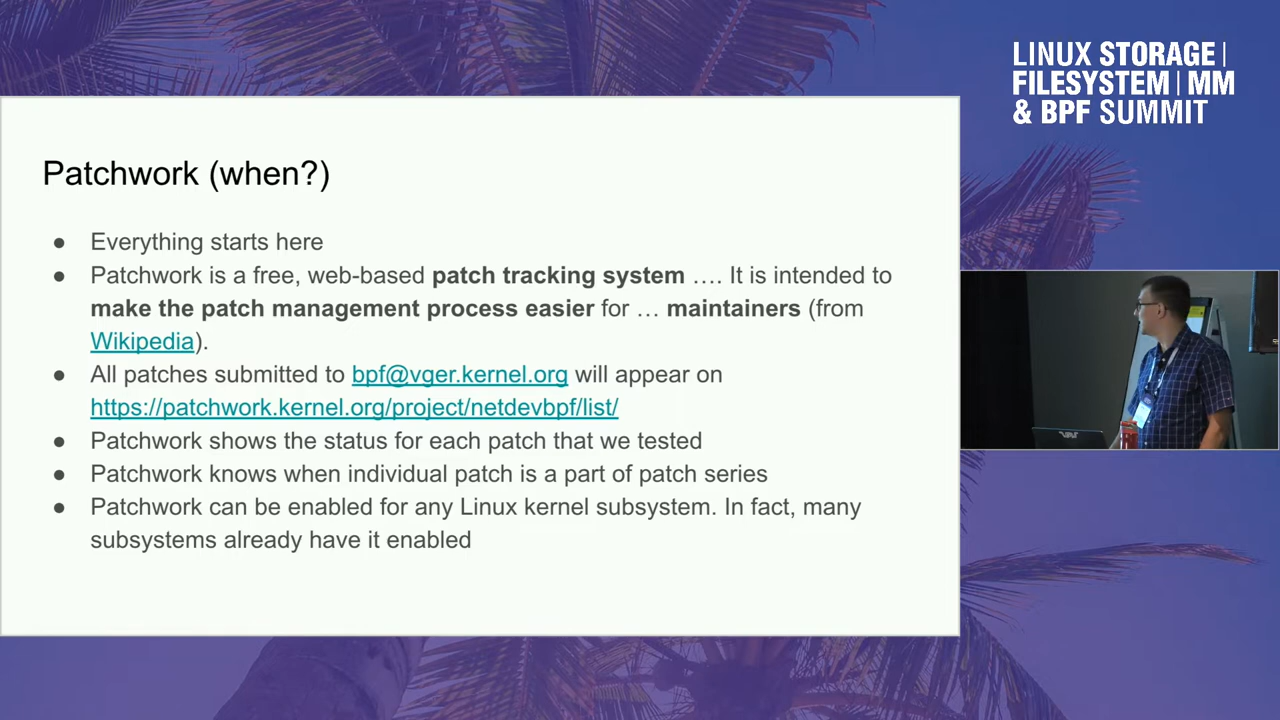 LINUX STORAGE |
FILESYSTEM | MM
& BPF SUMMIT
Patchwork (when?)
● Everything starts here
● Patchwork is a free, web-based patch tracking system …. It is intended to
make the patch management process easier for … maintainers (from
Wikipedia).
● All patches submitted to bpf@vger.kernel.org will appear on
https://patchwork.kernel.org/project/netdevbpf/list/
● Patchwork shows the status for each patch that we tested
● Patchwork knows when individual patch is a part of patch series
● Patchwork can be enabled for any Linux kernel subsystem. In fact, many
subsystems already have it enabled